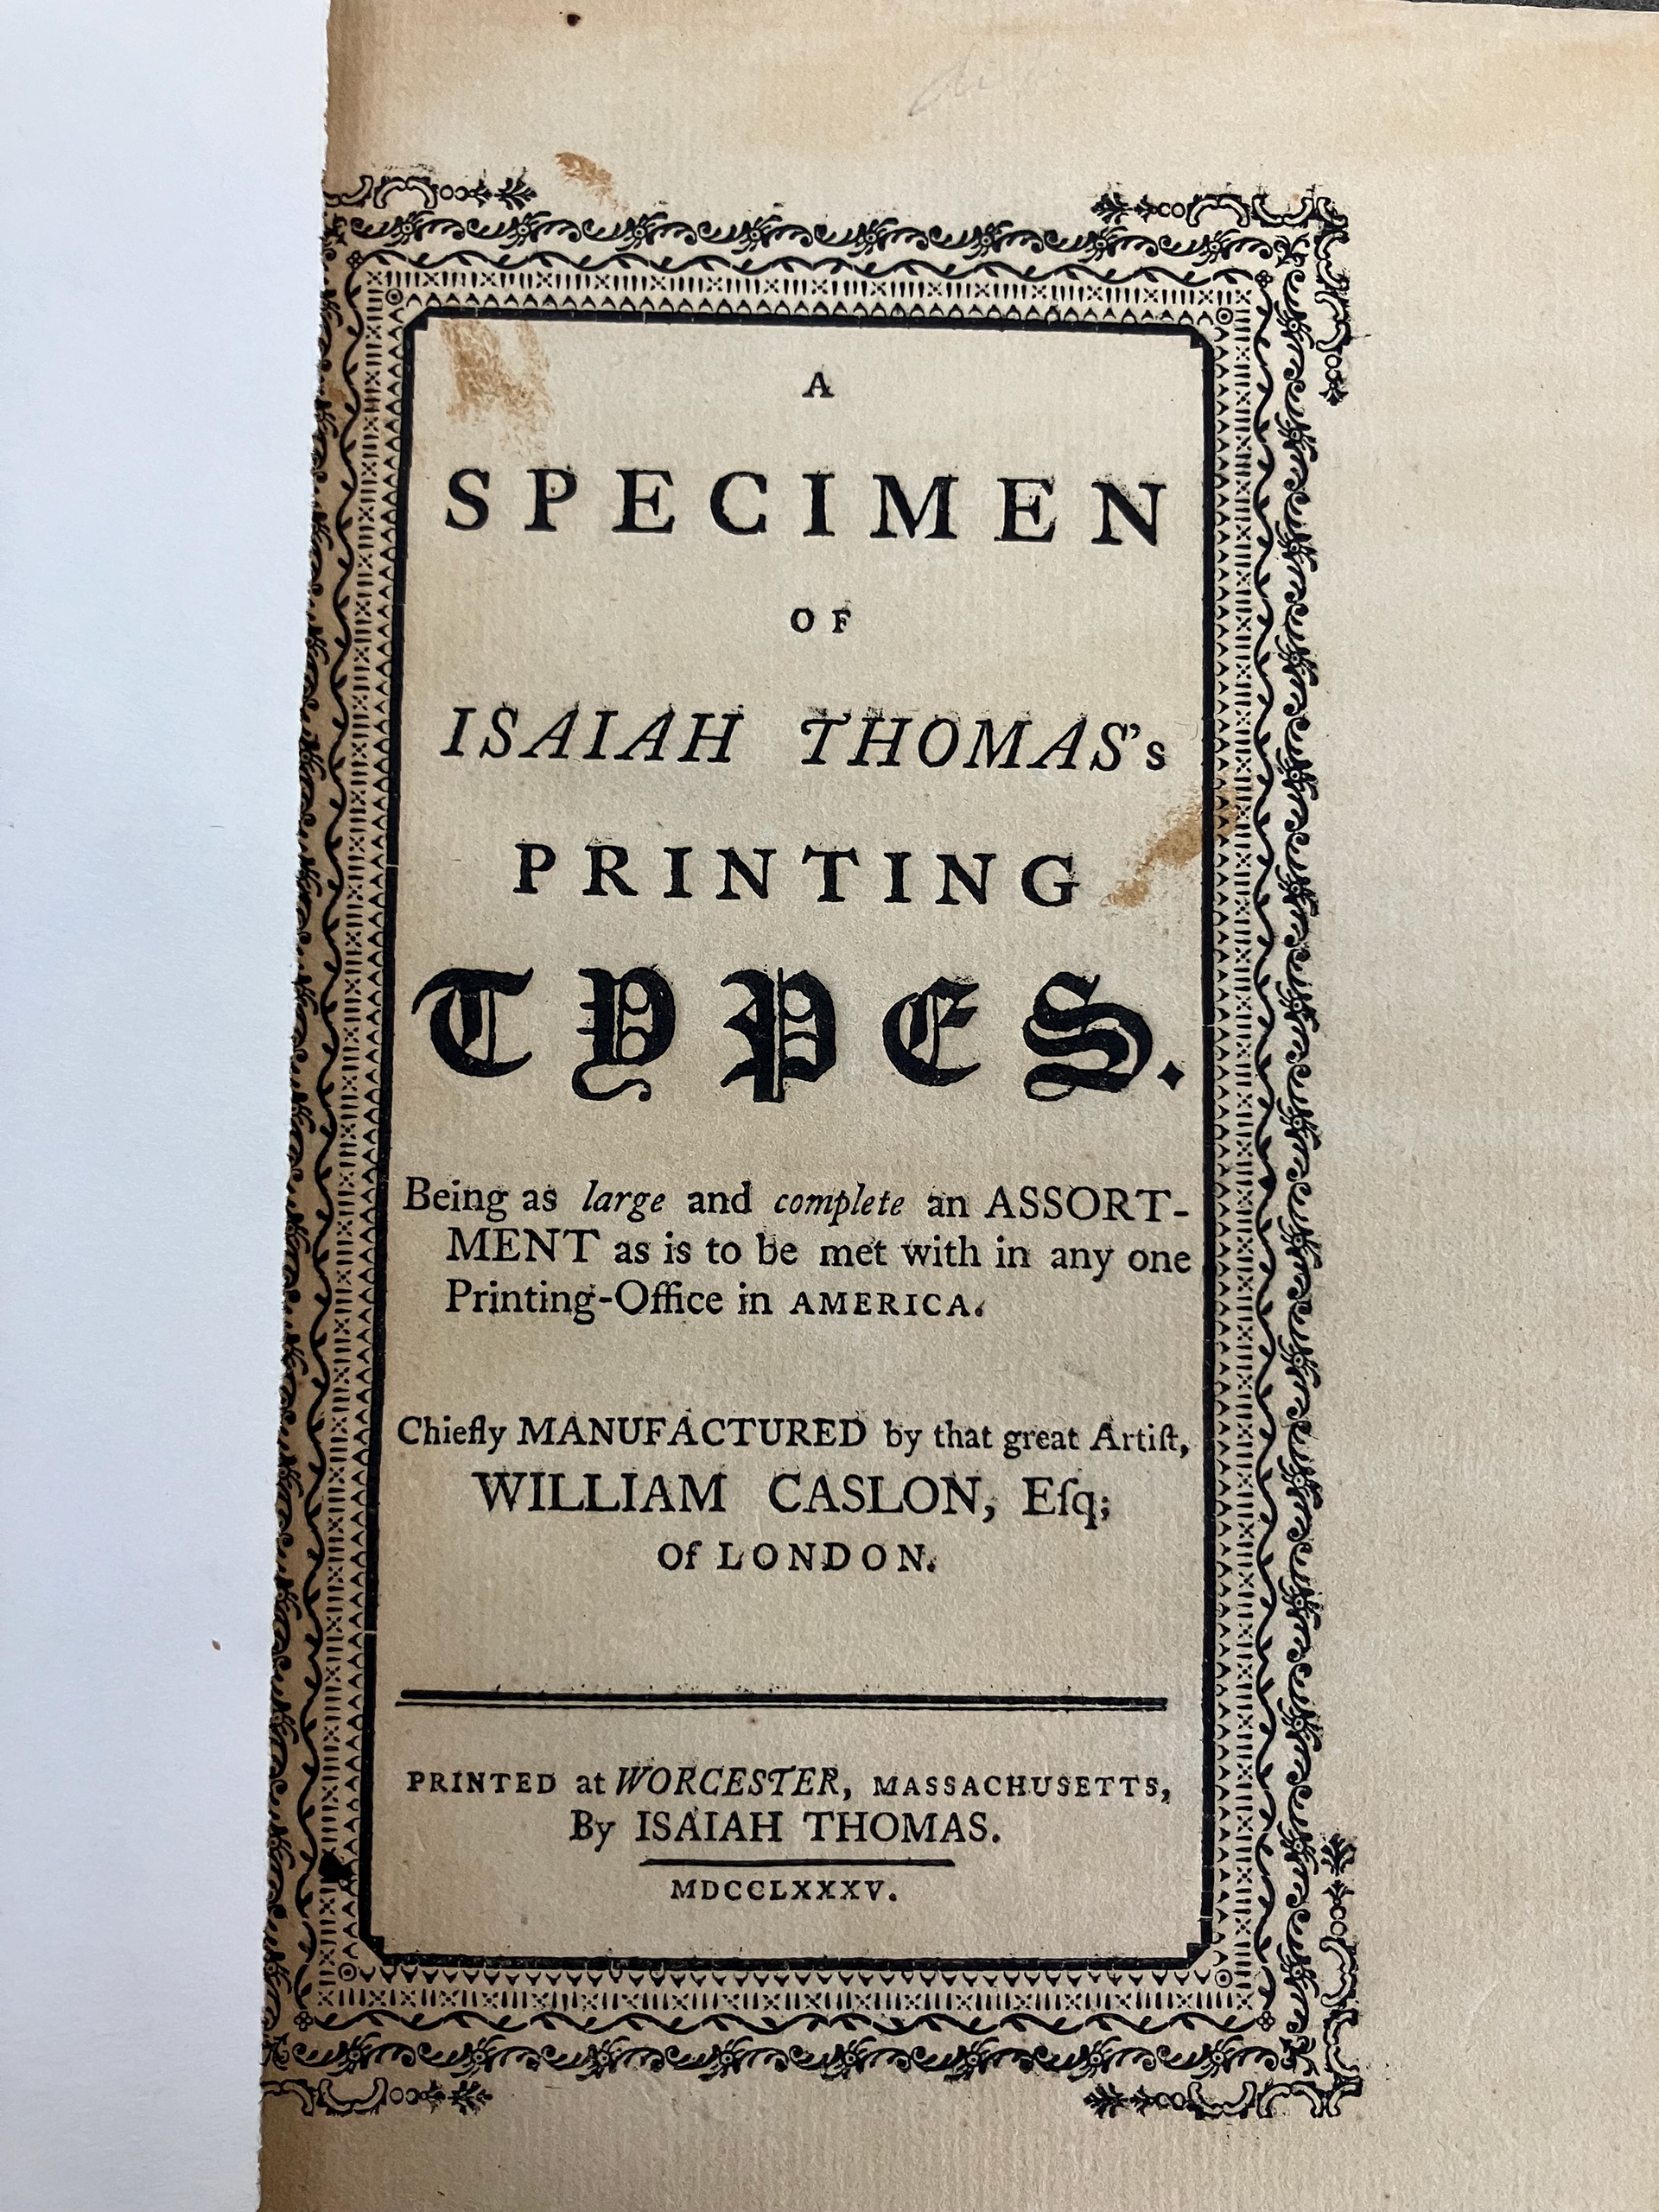 A
SPECIMEN
OF
ISAIAH THOMAS's
PRINTING
TYPES.
Being as large and complete an ASSORT-
MENT as is to be met with in any one
Printing-Office in AMERICA.
Chiefly MANUFACTURED by that great Artiſt,
WILLIAM CASLON, Eſq;
Of LONDON.
PRINTED at WORCESTER, MASSACHUSETTS,
By ISAIAH THOMAS.
MDCCLXXXV.